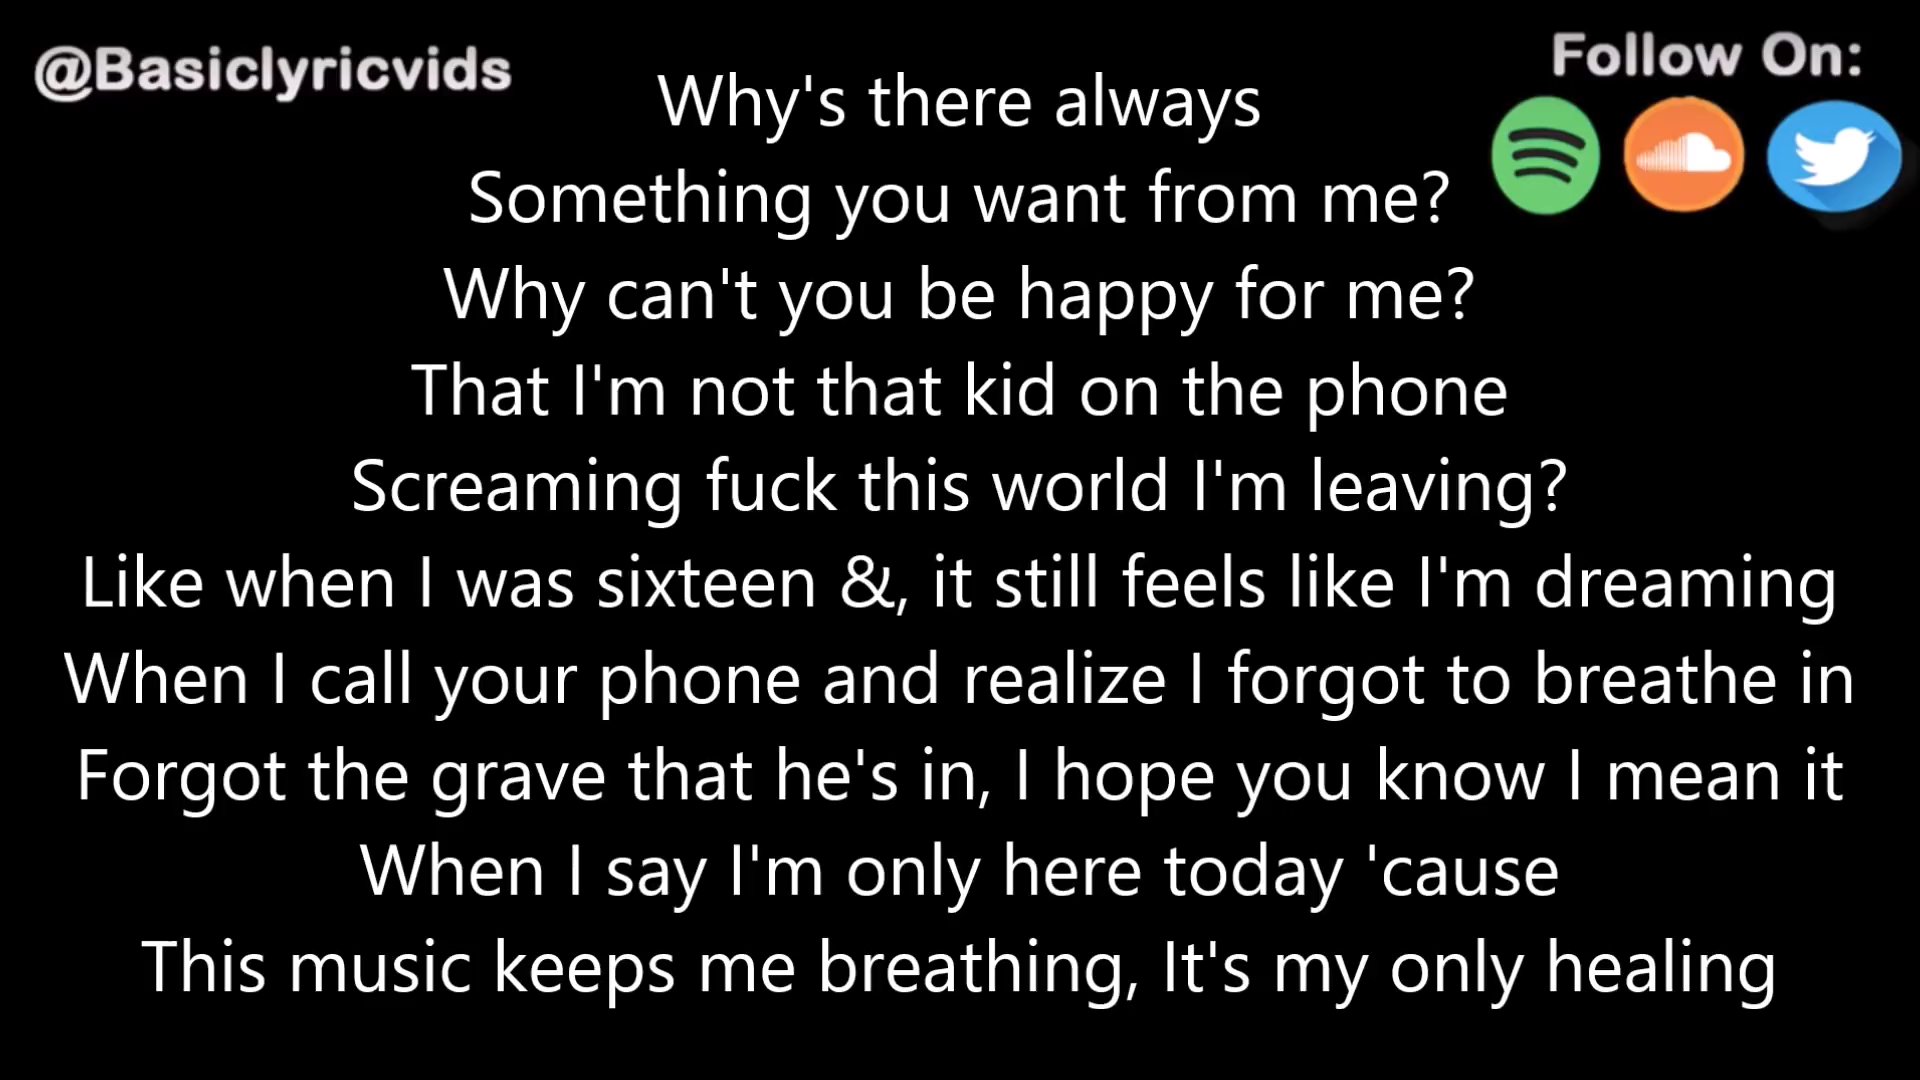 @Basiclyricvids
Follow On:
Why's there always
Something you want from me?
Why can't you be happy for me?
That I'm not that kid on the phone
Screaming fuck this world I'm leaving?
Like when I was sixteen &, it still feels like I'm dreaming
When I call your phone and realize I forgot to breathe in
Forgot the grave that he's in, I hope you know I mean it
When I say I'm only here today 'cause
This music keeps me breathing, It's my only healing